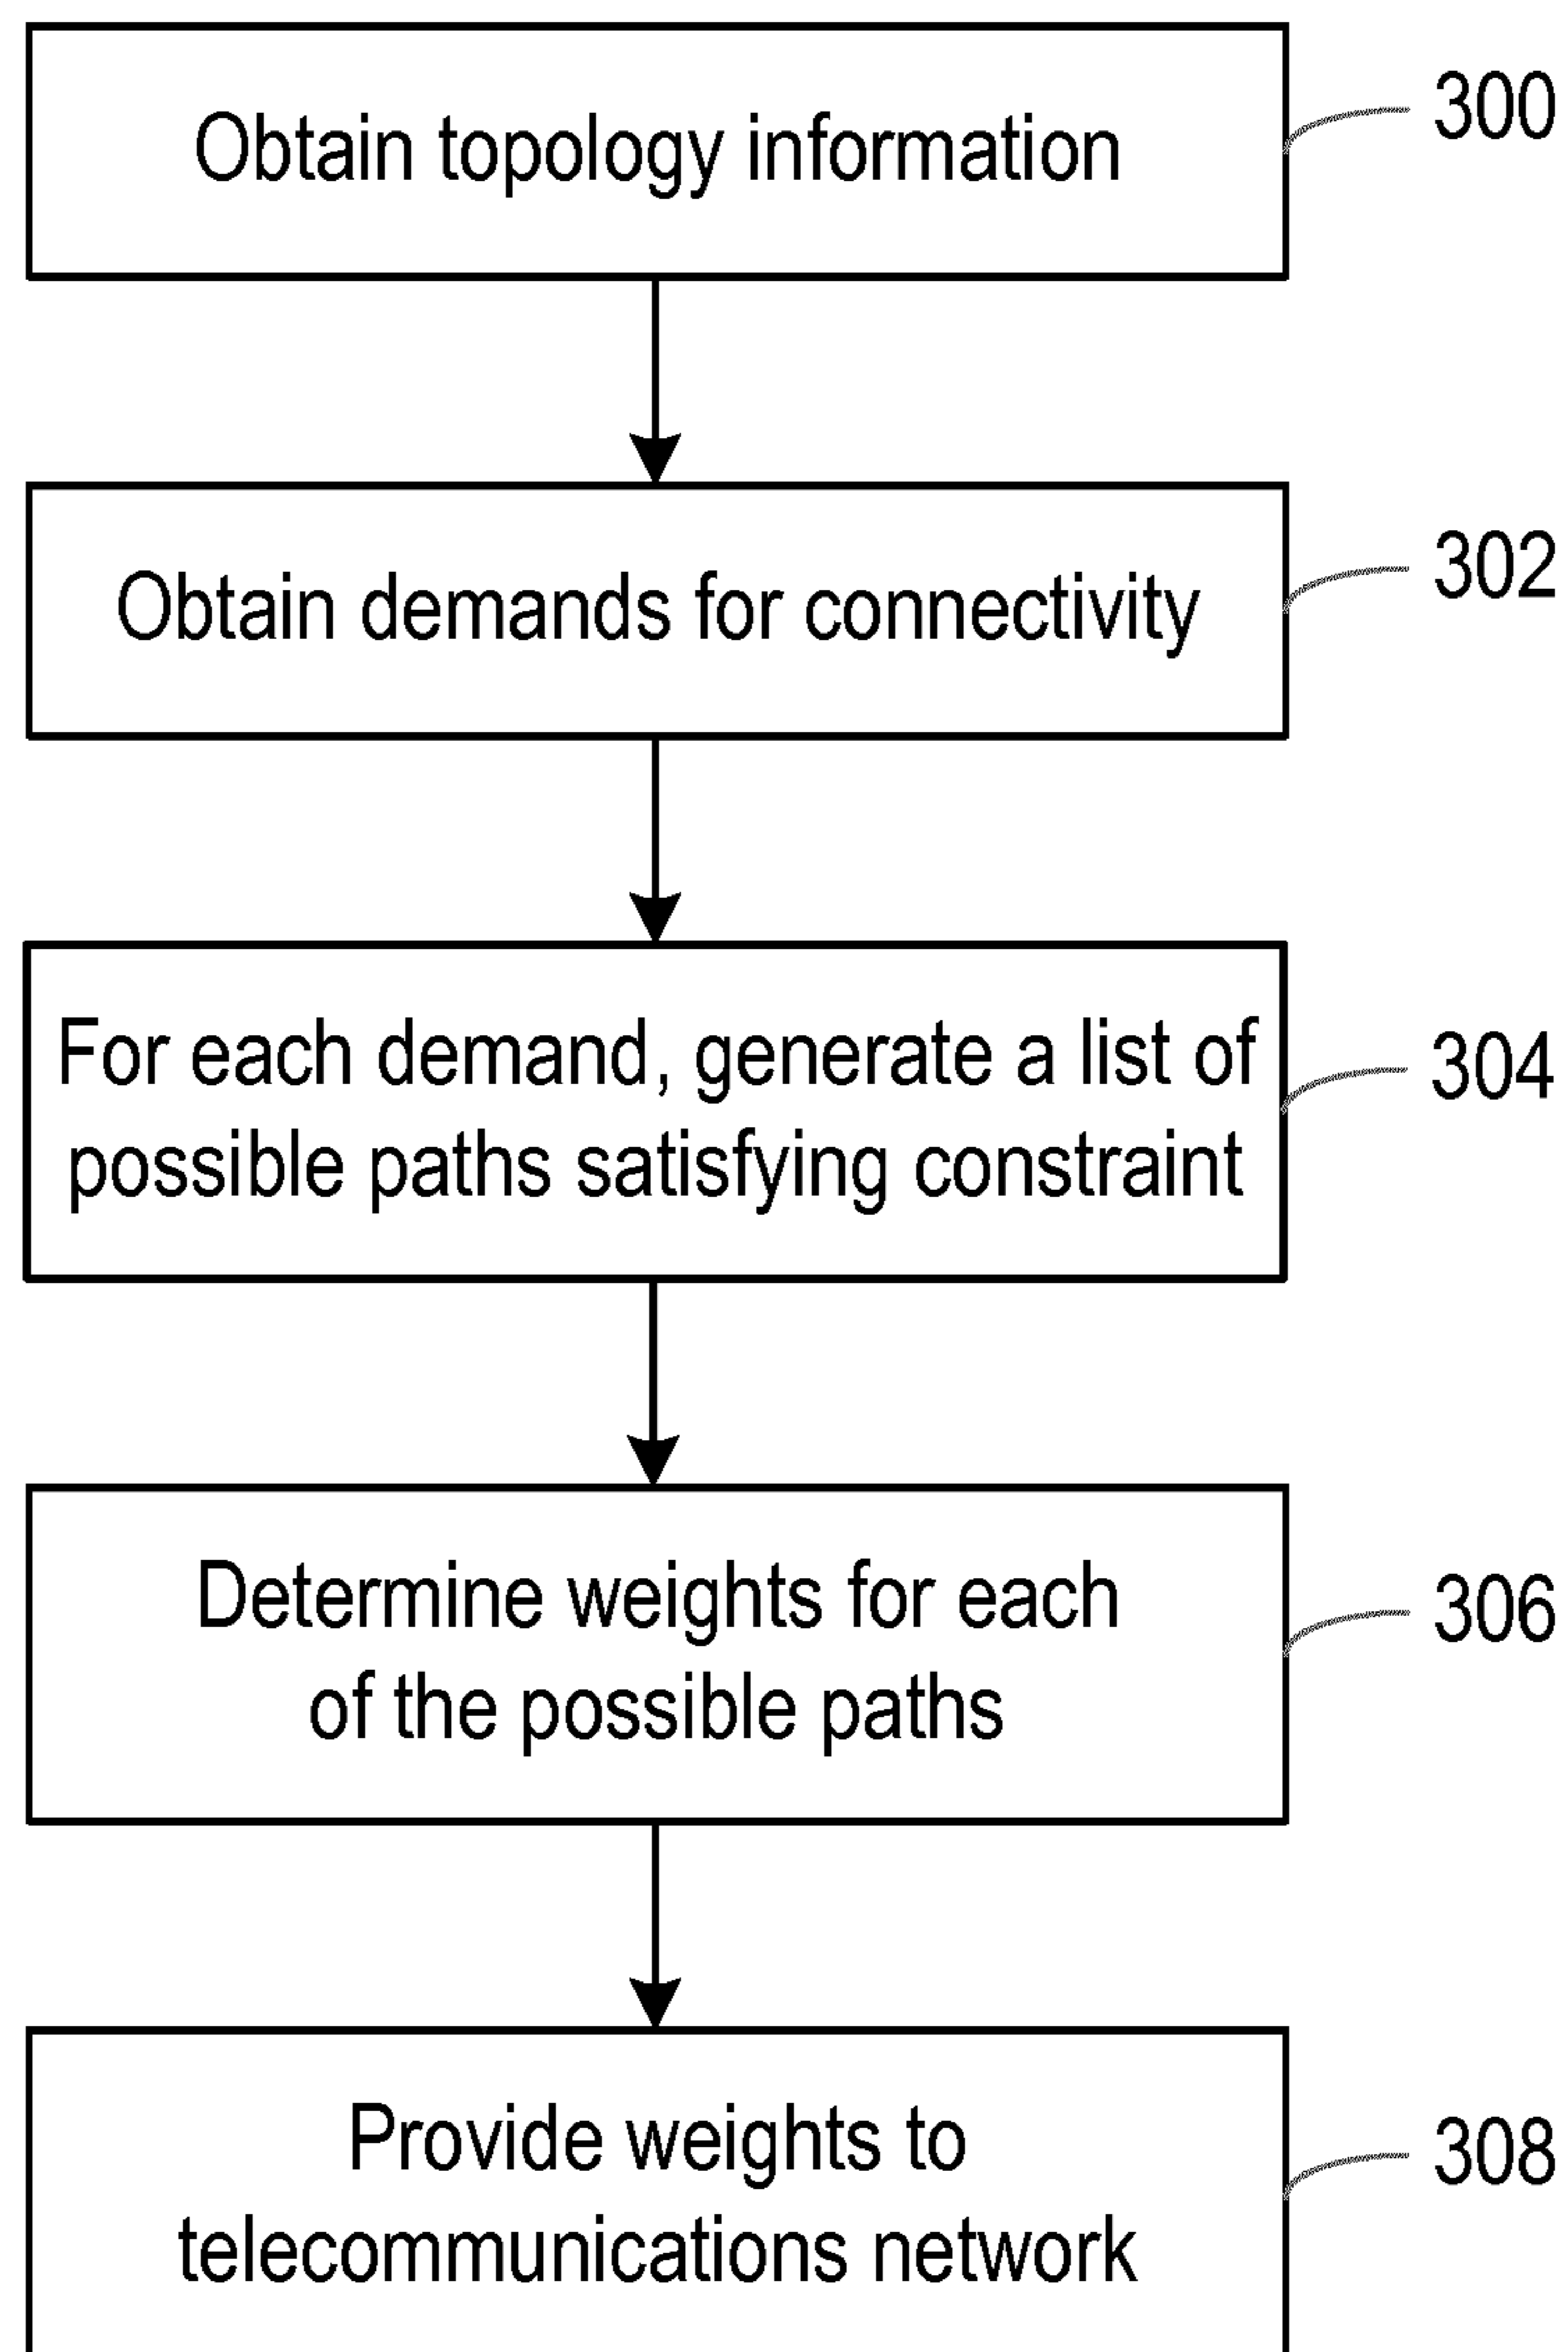 Obtain topology information
300
Obtain demands for connectivity
302
For each demand, generate a list of
possible paths satisfying constraint
304
Determine weights for each
of the possible paths
306
Provide weights to
telecommunications network
308